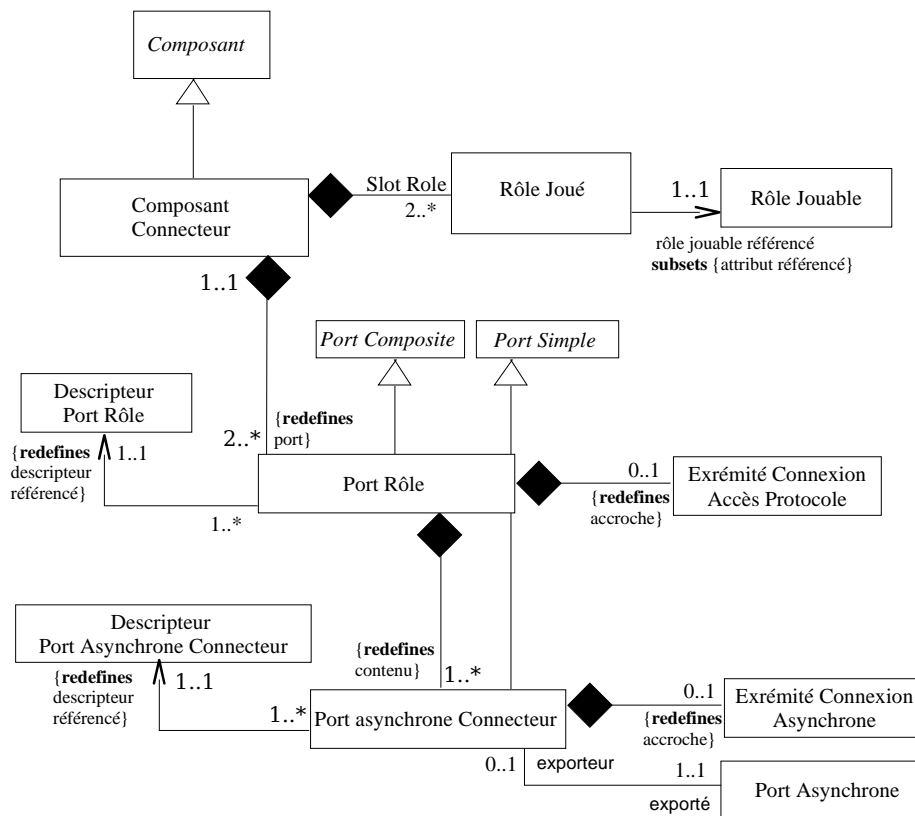 Composant
Composant
Connecteur
Slot Role
2..*
Rôle Joué
1..1
Rôle Jouable
rôle jouable référencé
subsets {attribut référencé}
1..1
Port Composite
Port Simple
Descripteur
Port Rôle
{redefines
descripteur
référencé}
1..1
2..*
{redefines
port}
Port Rôle
1..*
0..1
{redefines
accroche}
Exrémité Connexion
Accès Protocole
Descripteur
Port Asynchrone Connecteur
{redefines
descripteur
référencé}
1..1
1..*
{redefines
contenu}
1..*
Port asynchrone Connecteur
0..1
{redefines
accroche}
Exrémité Connexion
Asynchrone
0..1
exporteur
1..1
exporté
Port Asynchrone